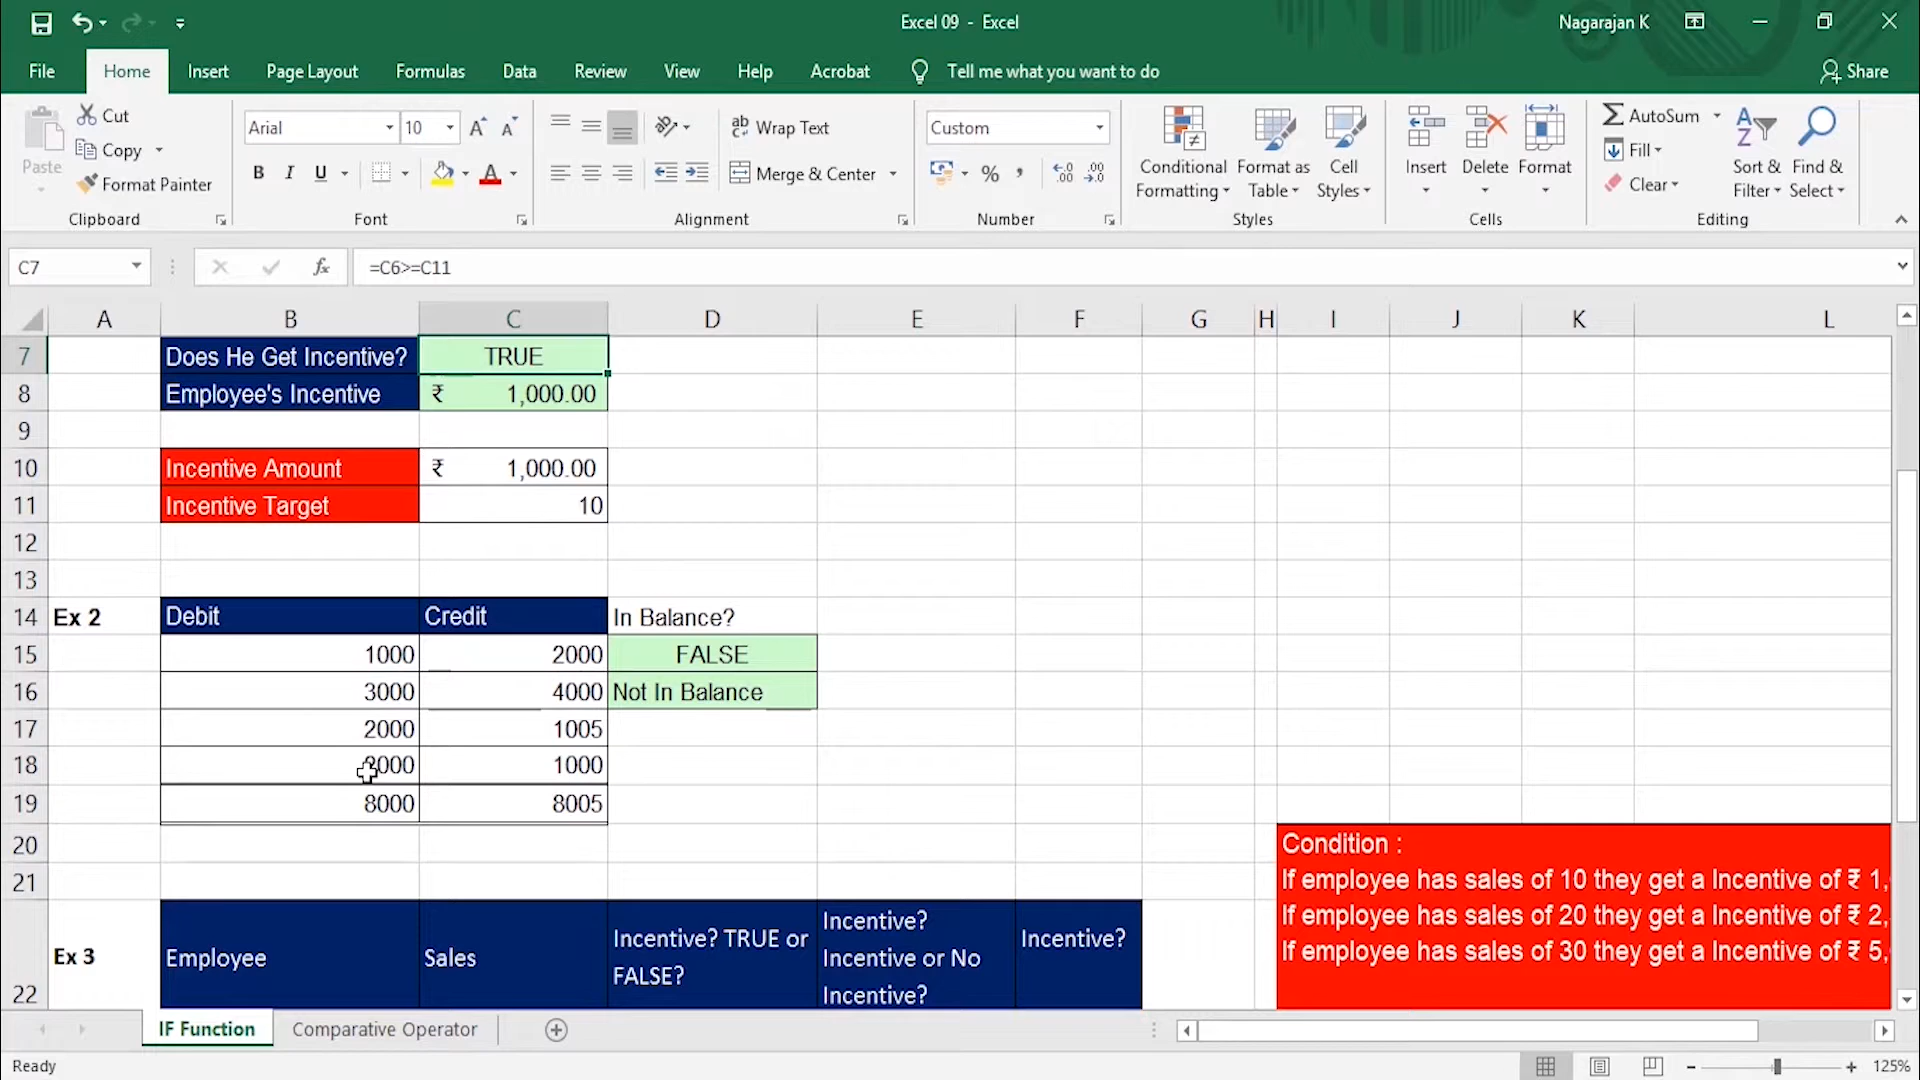 Excel 09 - Excel
Nagarajan K
File Home Insert Page Layout Formulas Data Review View Help Acrobat Tell me what you want to do Share
Paste
Cut
Copy
Format Painter
Clipboard
Arial 10
B I U
Font
Wrap Text
Merge & Center
Alignment
Custom
%
Number
Conditional Formatting
Format as Table
Cell Styles
Styles
Insert Delete Format
Cells
AutoSum
Fill
Clear
Sort & Filter
Find & Select
Editing
C7 fx =C6>=C11
A B C D E F G H I J K L
7 Does He Get Incentive? TRUE
8 Employee's Incentive ₹ 1,000.00
9
10 Incentive Amount ₹ 1,000.00
11 Incentive Target 10
12
13
14 Ex 2 Debit Credit In Balance?
15 1000 2000 FALSE
16 3000 4000 Not In Balance
17 2000 1005
18 2000 1000
19 8000 8005
20 Condition :
21 If employee has sales of 10 they get a Incentive of ₹ 1,
If employee has sales of 20 they get a Incentive of ₹ 2,
If employee has sales of 30 they get a Incentive of ₹ 5,
22 Ex 3 Employee Sales
Incentive? TRUE or
FALSE?
Incentive?
Incentive or No
Incentive?
Incentive?
IF Function Comparative Operator
Ready 125%